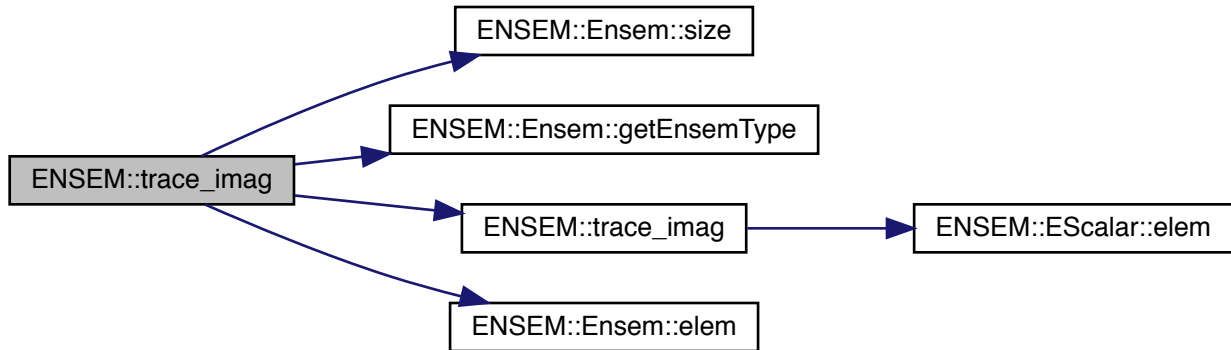 ENSEM::trace_imag
ENSEM::Ensem::size
ENSEM::Ensem::getEnsemType
ENSEM::trace_imag
ENSEM::EScalar::elem
ENSEM::Ensem::elem